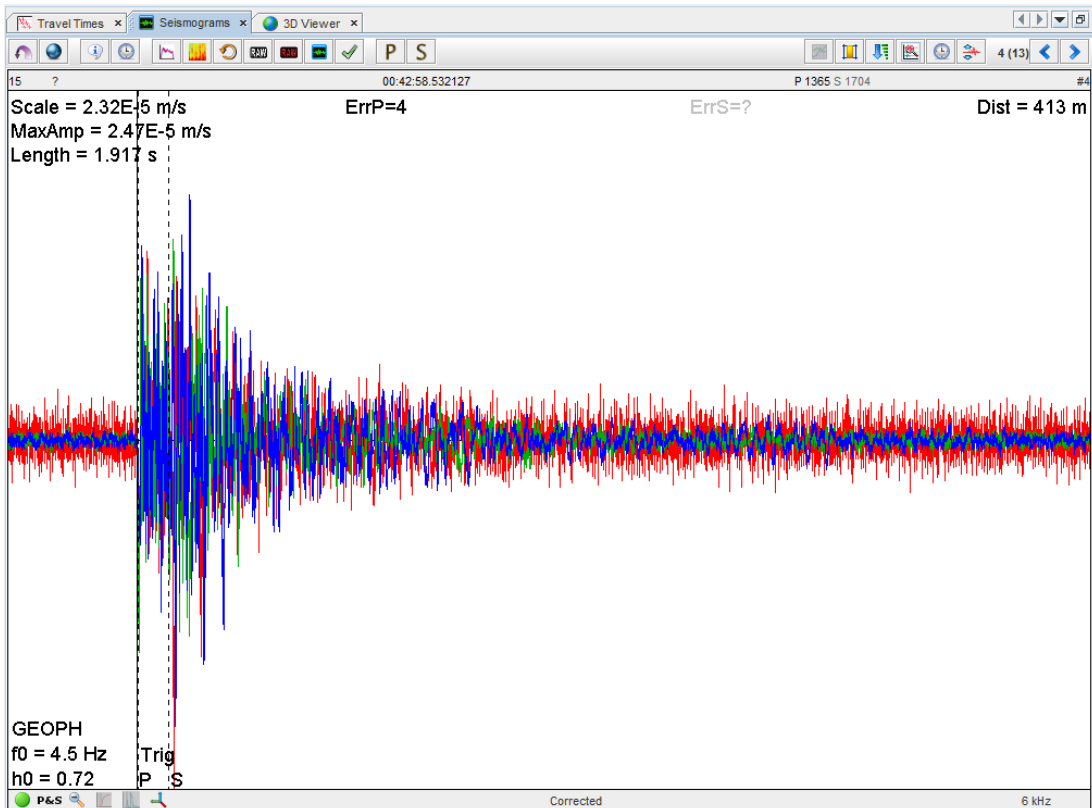 Travel Times x Seismograms x 3D Viewer x
RAW RAW P S 4 (13)
15 ? 00:42:58.532127 P 1365 S 1704 #4
Scale = 2.32E-5 m/s ErrP=4 ErrS=? Dist = 413 m
MaxAmp = 2.47E-5 m/s
Length = 1.917 s
GEOPH
f0 = 4.5 Hz Trig
h0 = 0.72 P S
P&S Corrected 6 kHz